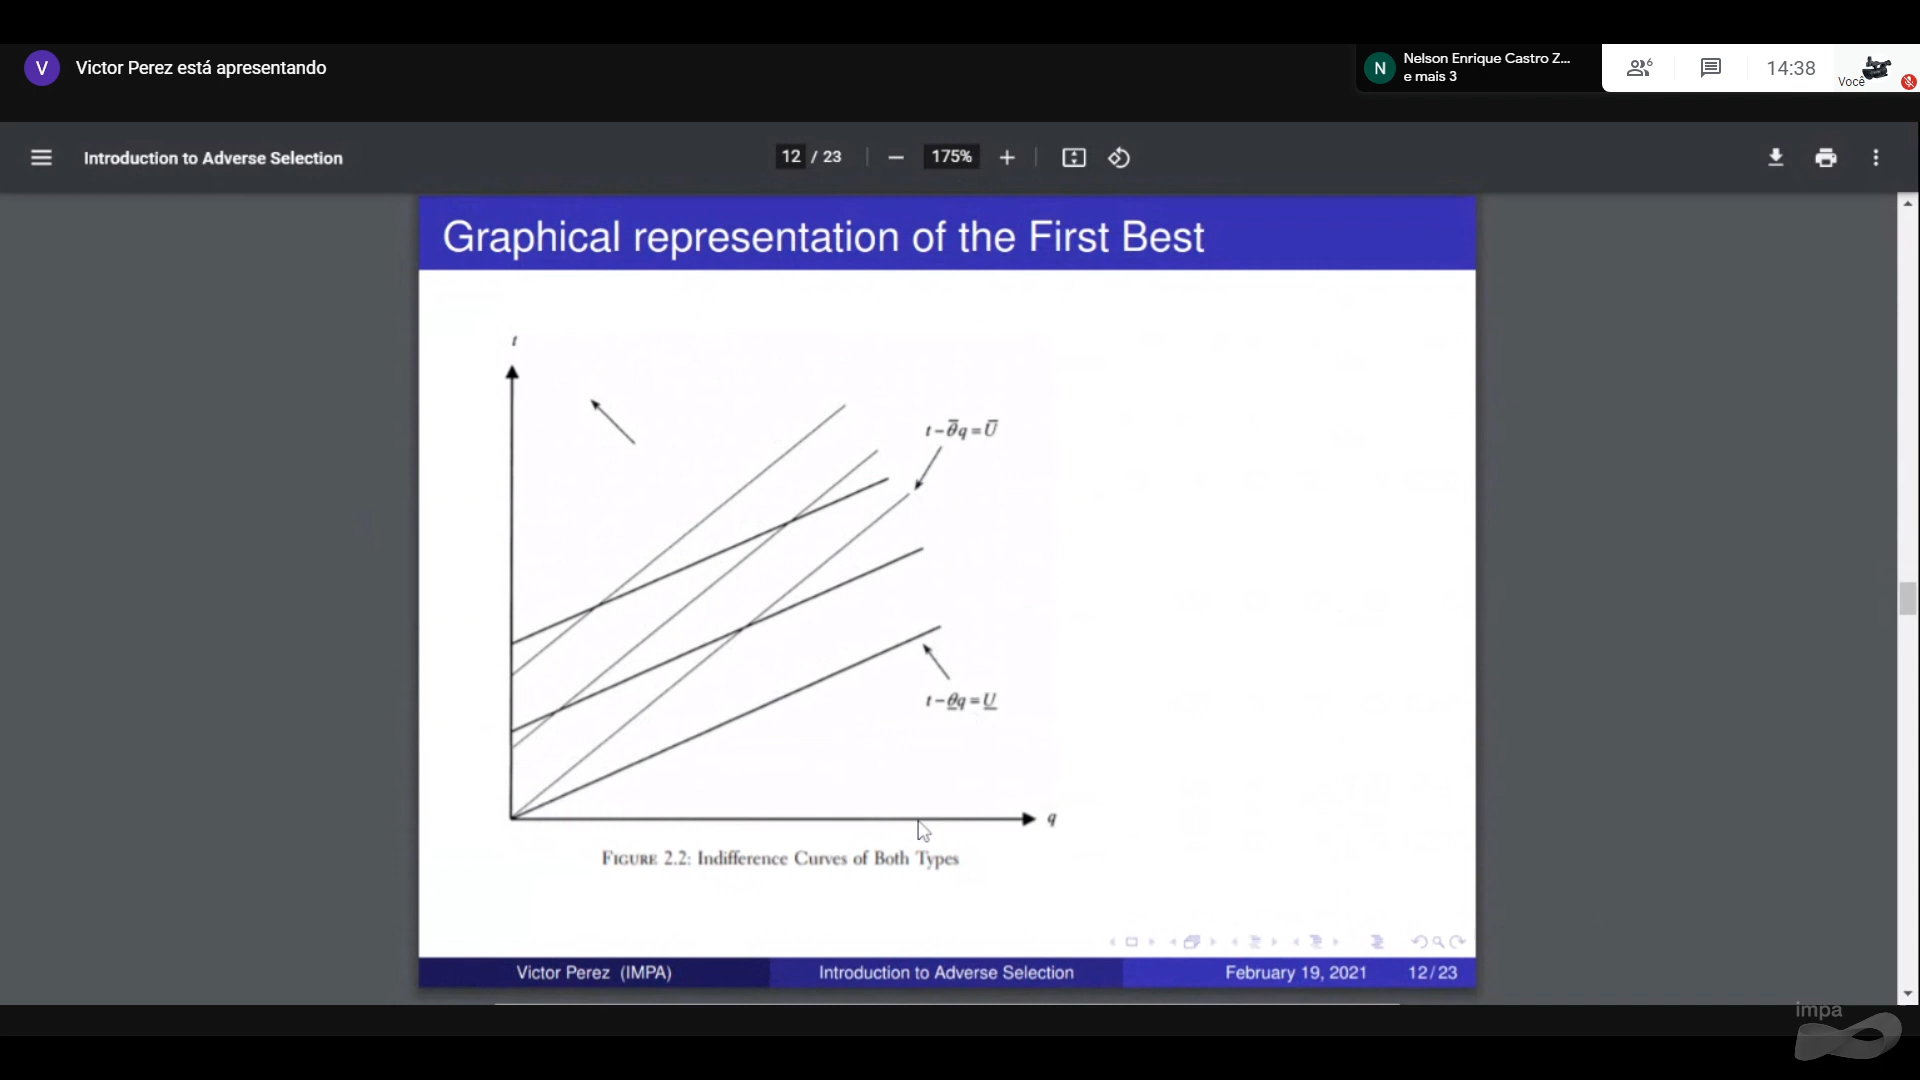 V
Victor Perez está apresentando
N
Nelson Enrique Castro Z...
e mais 3
6
14:38
Você
Introduction to Adverse Selection
12 / 23
175%
Graphical representation of the First Best
t
t−θ̅q=U̅
t−θ̲q=U̲
q
FIGURE 2.2: Indifference Curves of Both Types
Victor Perez (IMPA)
Introduction to Adverse Selection
February 19, 2021
12/23
impa